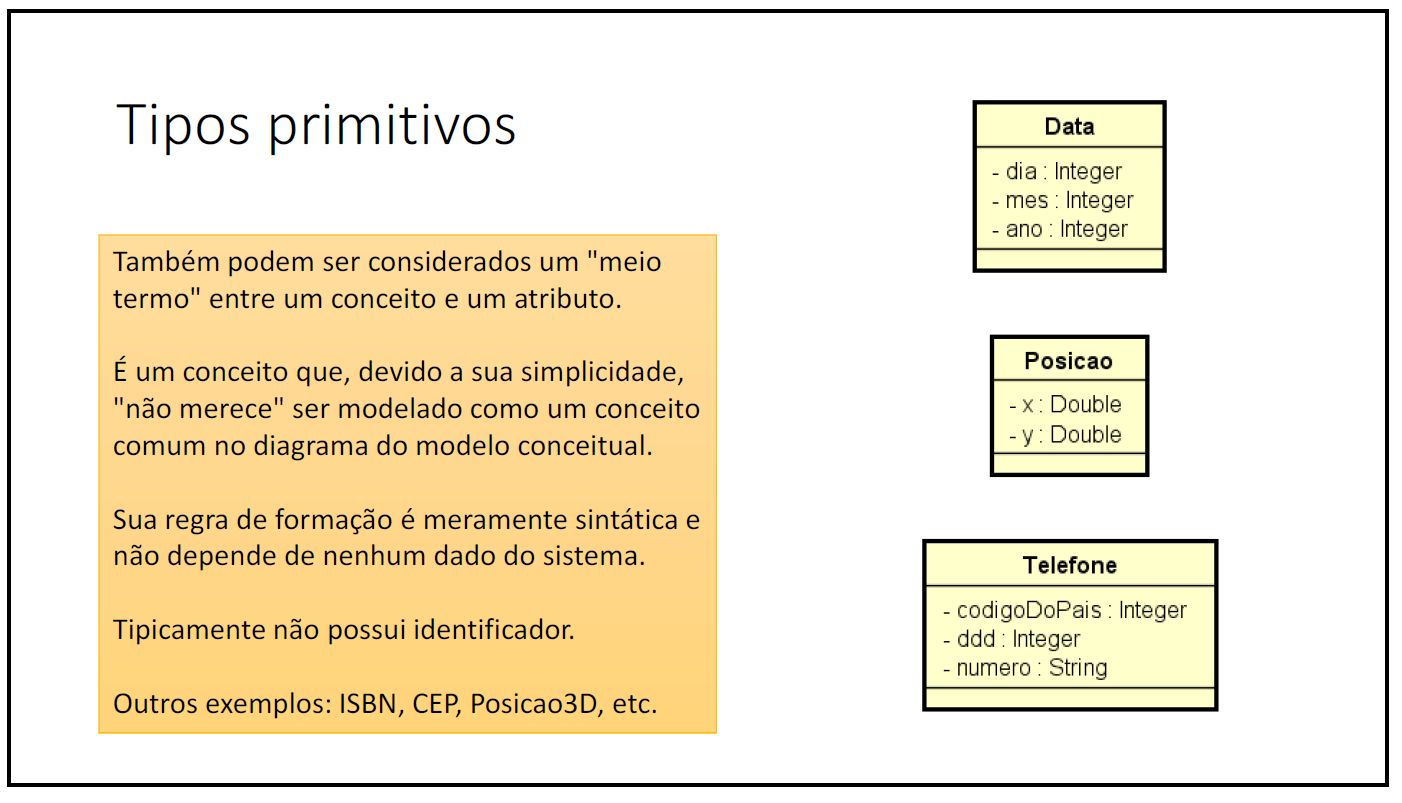 Tipos primitivos
Também podem ser considerados um "meio
termo" entre um conceito e um atributo.
É um conceito que, devido a sua simplicidade,
"não merece" ser modelado como um conceito
comum no diagrama do modelo conceitual.
Sua regra de formação é meramente sintática e
não depende de nenhum dado do sistema.
Tipicamente não possui identificador.
Outros exemplos: ISBN, CEP, Posicao3D, etc.
Data
- dia : Integer
- mes : Integer
- ano : Integer
Posicao
- x : Double
- y : Double
Telefone
- codigoDoPais : Integer
- ddd : Integer
- numero : String